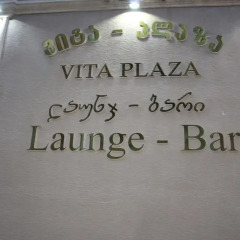 ვიტა - პლაზა
VITA PLAZA
ლაუნჯ - ბარი
Launge - Bar